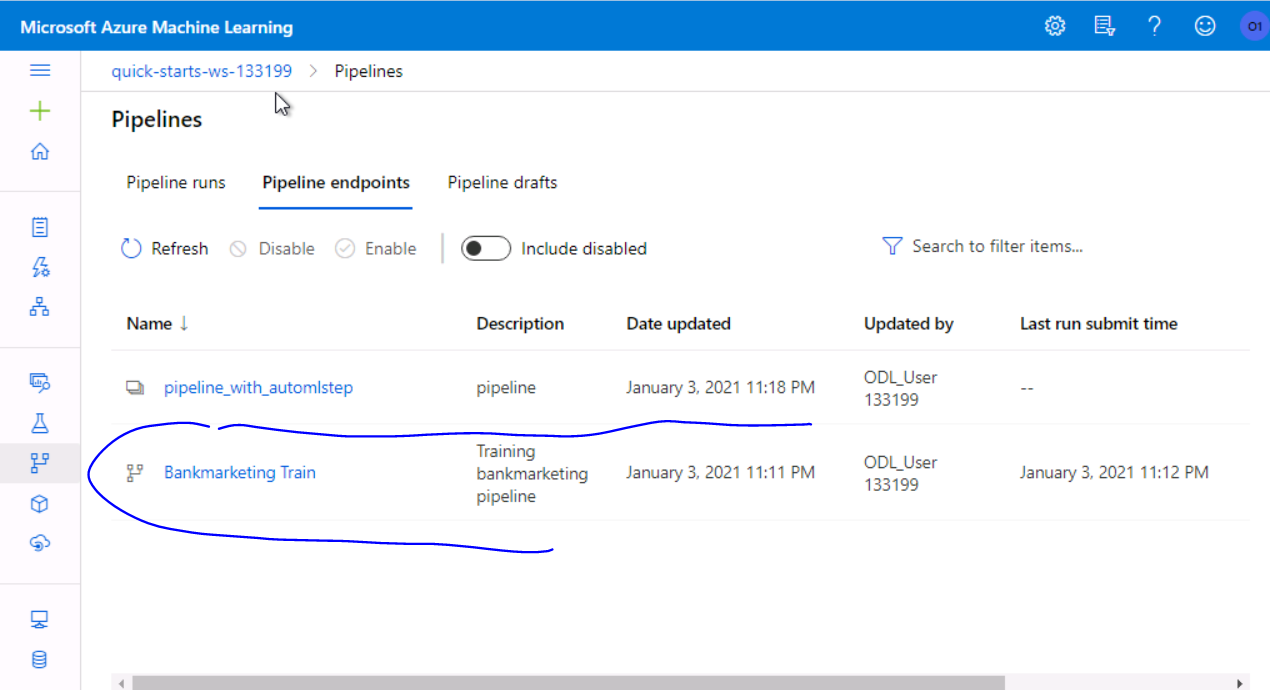 Microsoft Azure Machine Learning
O1
quick-starts-ws-133199 > Pipelines
Pipelines
Pipeline runs Pipeline endpoints Pipeline drafts
Refresh Disable Enable Include disabled Search to filter items...
Name ↓ Description Date updated Updated by Last run submit time
pipeline_with_automlstep pipeline January 3, 2021 11:18 PM ODL_User --
133199
Training
Bankmarketing Train bankmarketing January 3, 2021 11:11 PM ODL_User January 3, 2021 11:12 PM
pipeline 133199